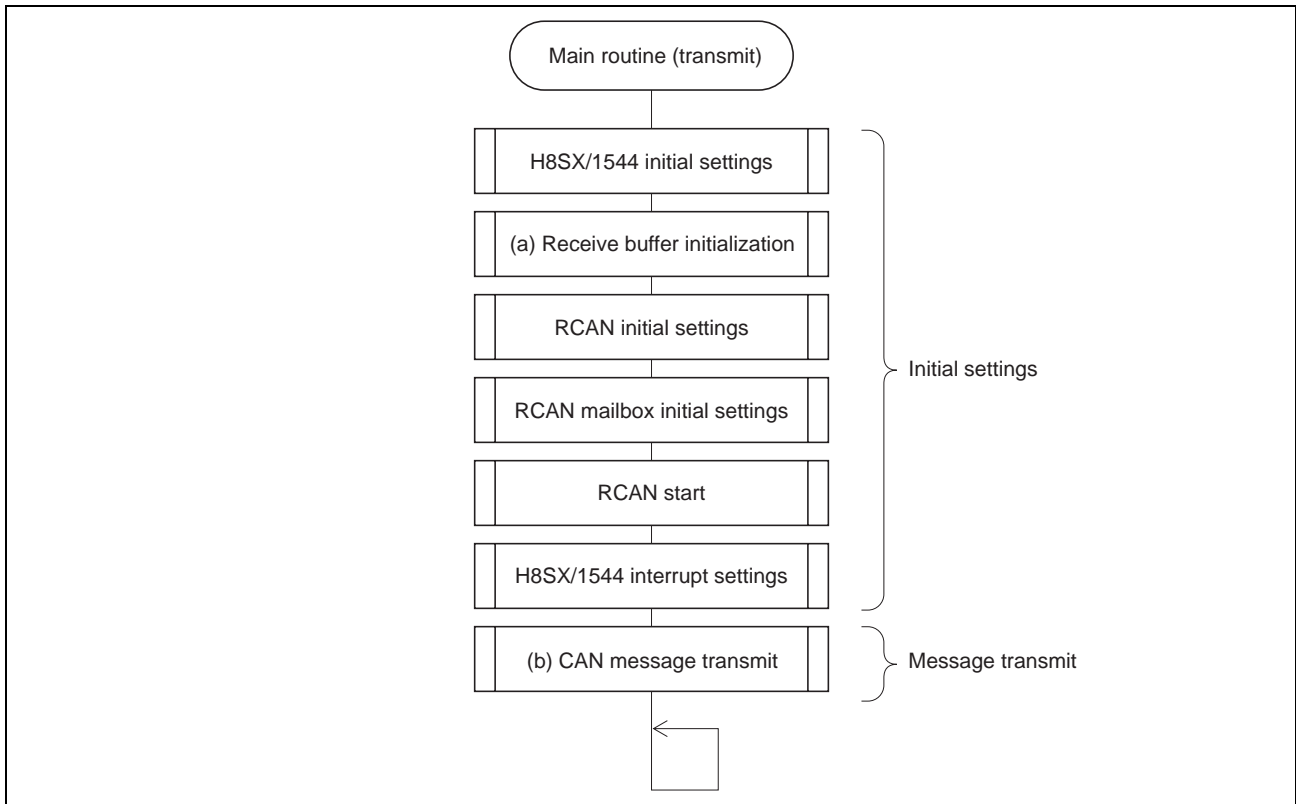 Main routine (transmit)
H8SX/1544 initial settings
(a) Receive buffer initialization
RCAN initial settings
Initial settings
RCAN mailbox initial settings
RCAN start
H8SX/1544 interrupt settings
(b) CAN message transmit
Message transmit